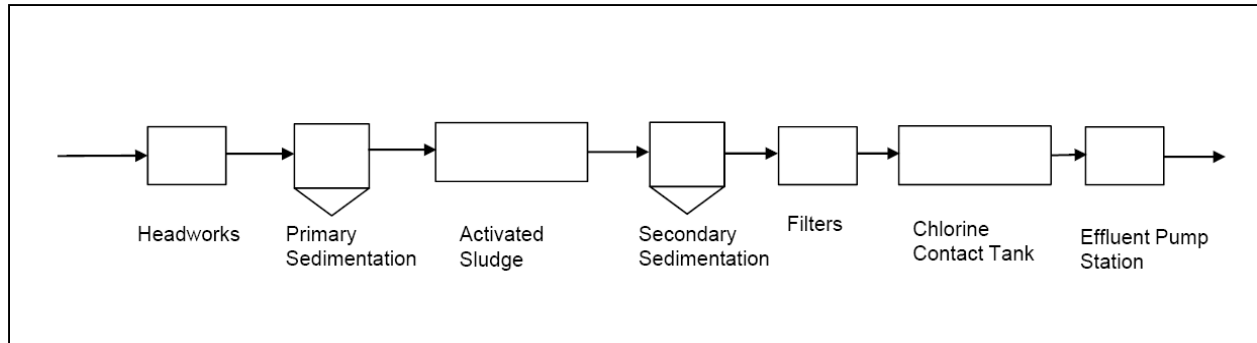 Headworks
Primary
Sedimentation
Activated
Sludge
Secondary
Sedimentation
Filters
Chlorine
Contact Tank
Effluent Pump
Station